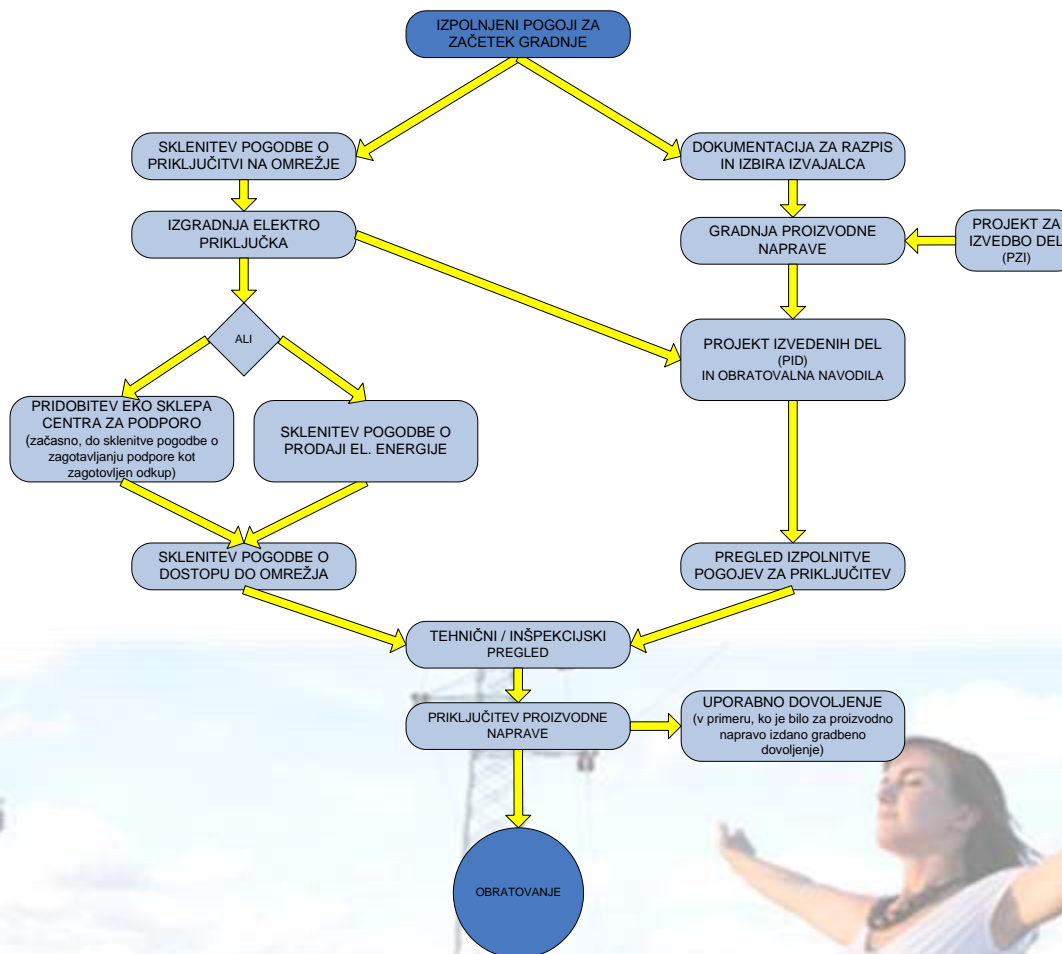 IZPOLNJENI POGOJI ZA
ZAČETEK GRADNJE
SKLENITEV POGODBE O
PRIKLJUČITVI NA OMREŽJE
DOKUMENTACIJA ZA RAZPIS
IN IZBIRA IZVAJALCA
IZGRADNJA ELEKTRO
PRIKLJUČKA
GRADNJA PROIZVODNE
NAPRAVE
PROJEKT ZA
IZVEDBO DEL
(PZI)
ALI
PROJEKT IZVEDENIH DEL
(PID)
IN OBRATOVALNA NAVODILA
PRIDOBITEV EKO SKLEPA
CENTRA ZA PODPORO
(začasno, do sklenitve pogodbe o
zagotavljanju podpore kot
zagotovljen odkup)
SKLENITEV POGODBE O
PRODAJI EL. ENERGIJE
SKLENITEV POGODBE O
DOSTOPU DO OMREŽJA
PREGLED IZPOLNITVE
POGOJEV ZA PRIKLJUČITEV
TEHNIČNI / INŠPEKCIJSKI
PREGLED
PRIKLJUČITEV PROIZVODNE
NAPRAVE
UPORABNO DOVOLJENJE
(v primeru, ko je bilo za proizvodno
napravo izdano gradbeno
dovoljenje)
OBRATOVANJE